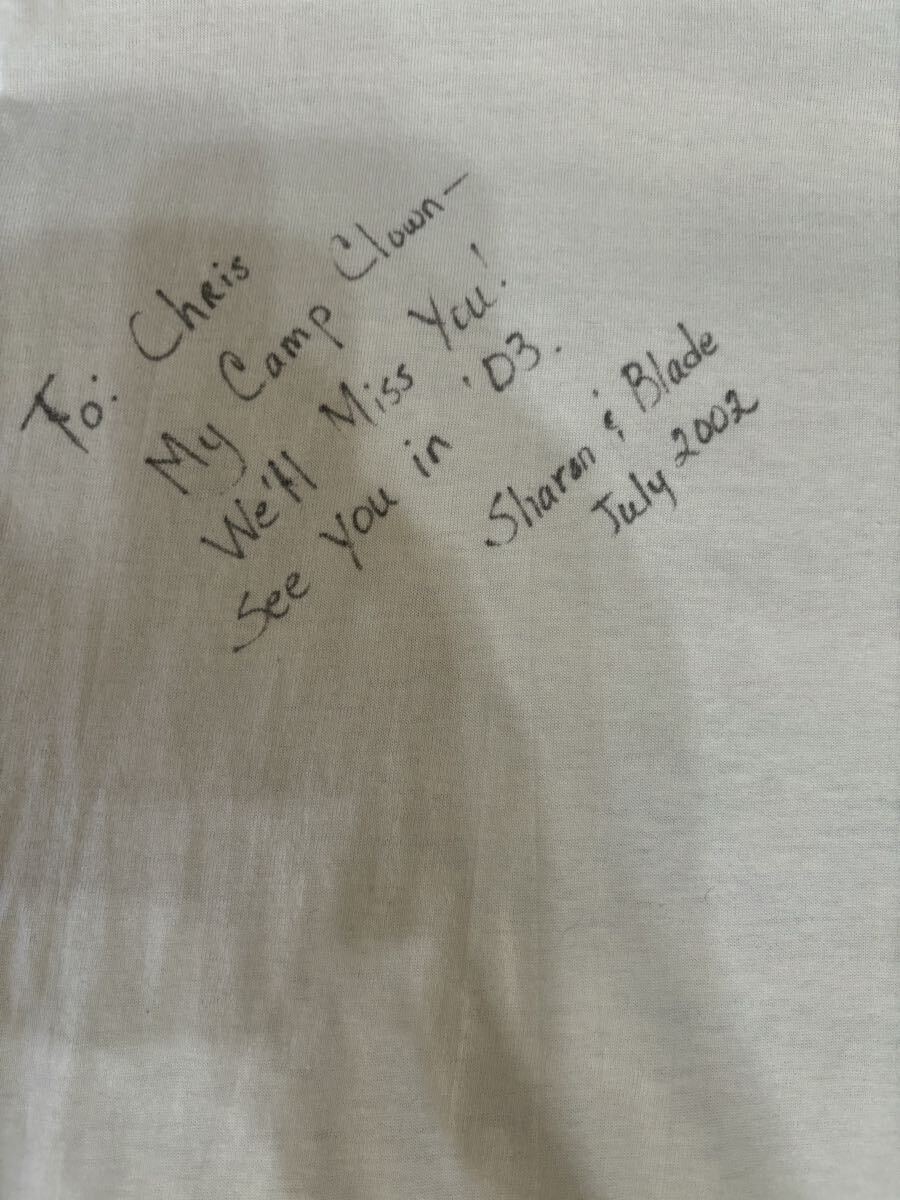 To: Chris
My Camp Clown—
We'll Miss You!
See you in '03.
Sharon & Blade
July 2002